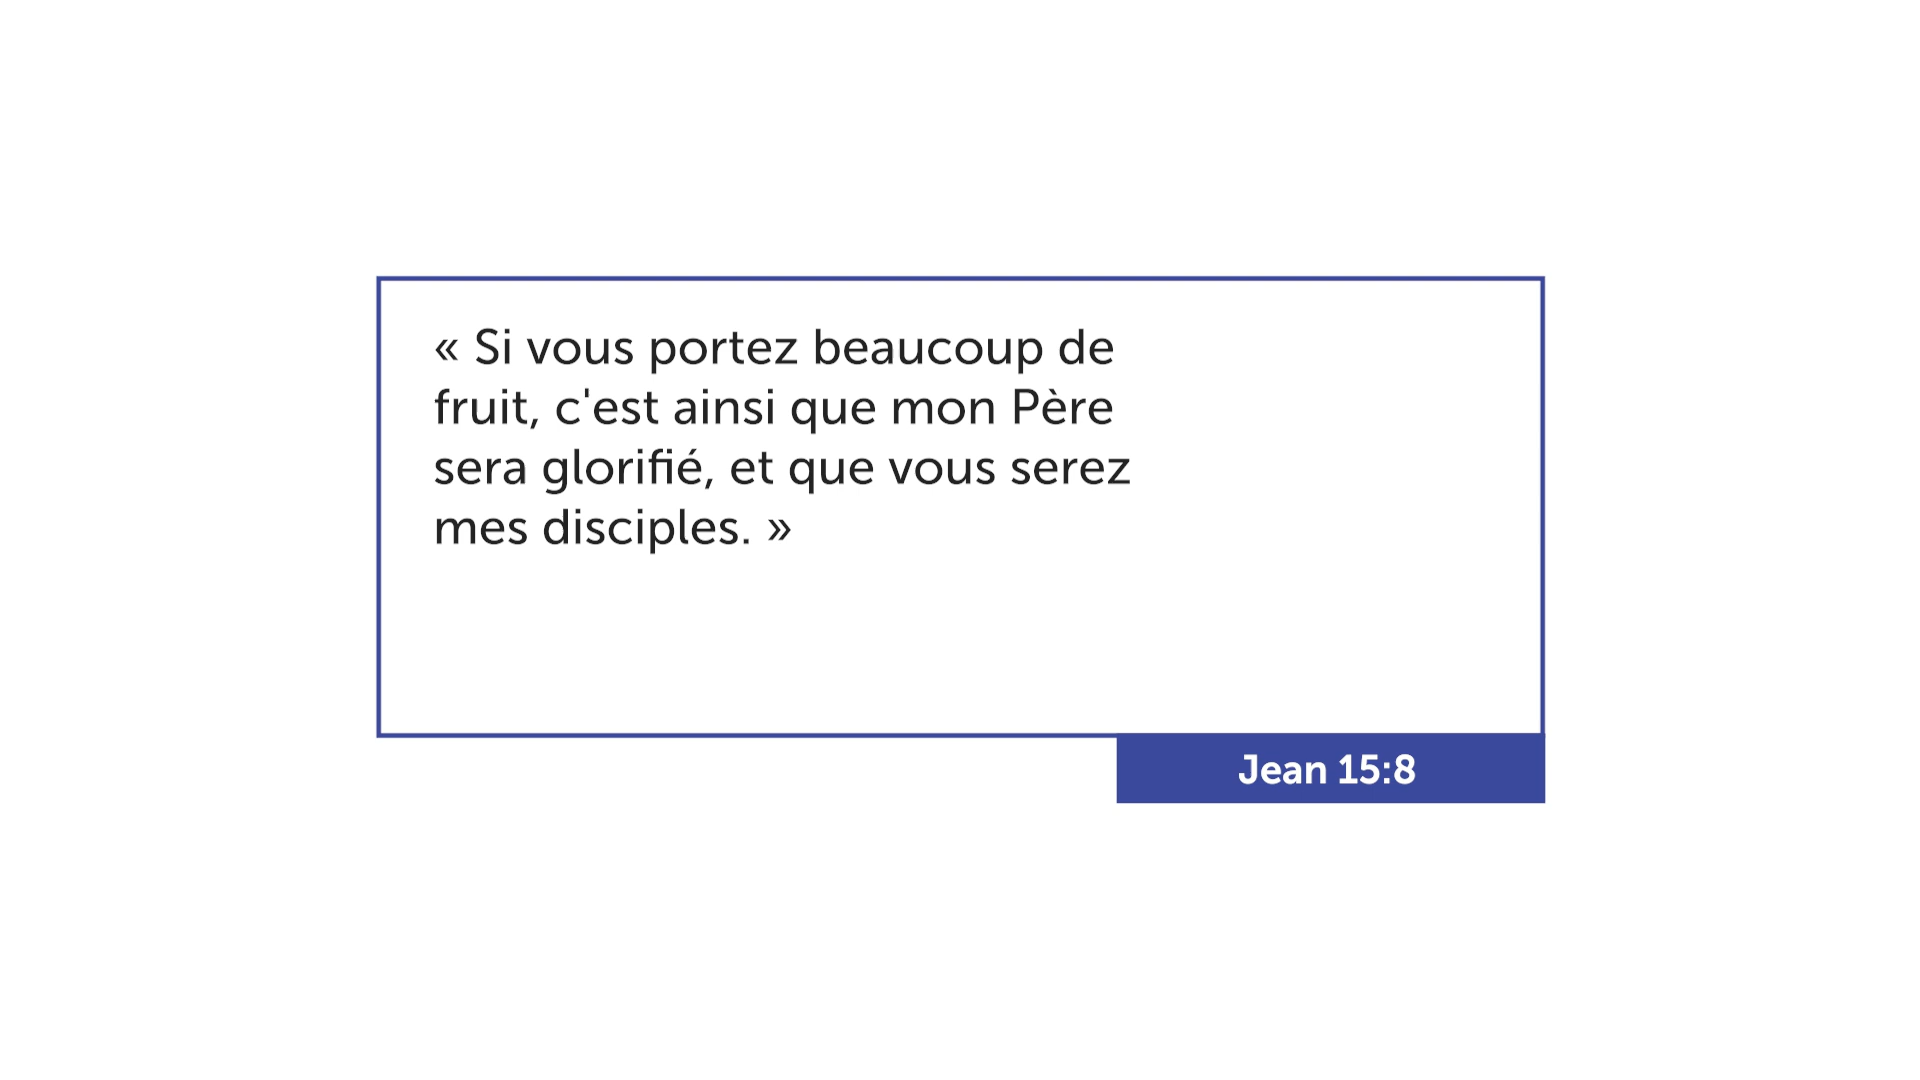 « Si vous portez beaucoup de
fruit, c'est ainsi que mon Père
sera glorifié, et que vous serez
mes disciples. »
Jean 15:8